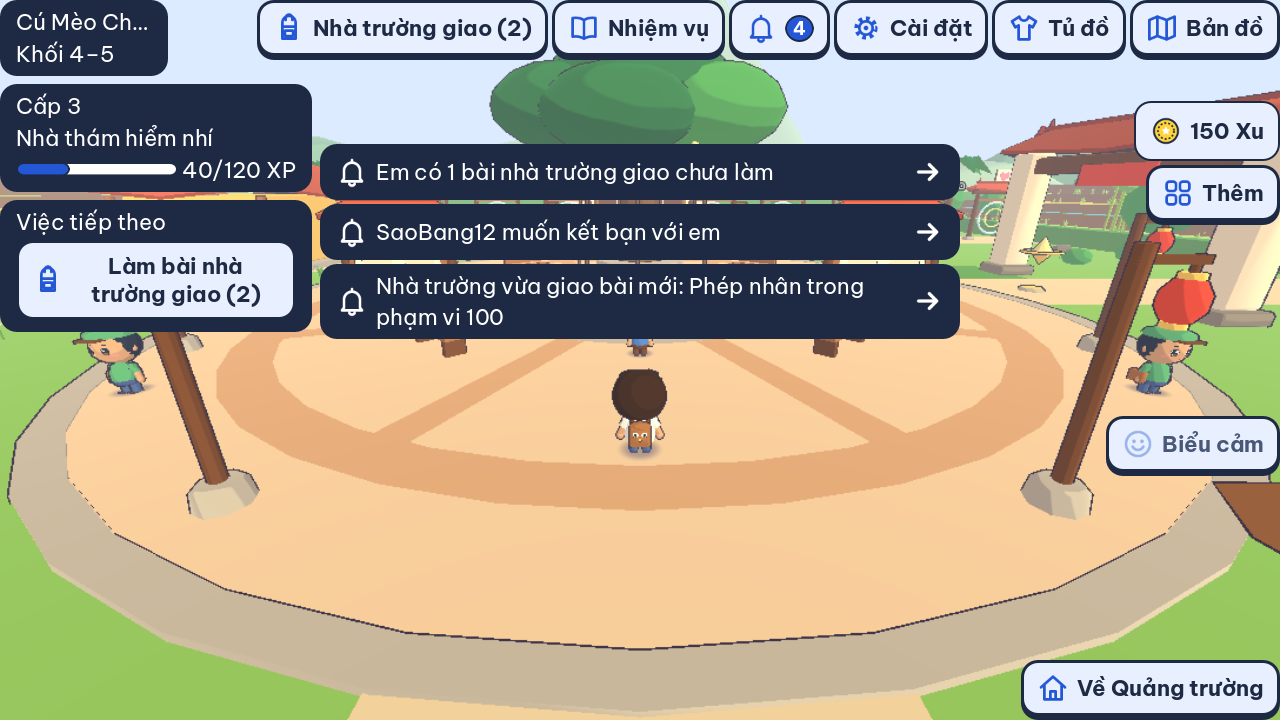 Cú Mèo Ch...
Khối 4–5
Nhà trường giao (2)
Nhiệm vụ
4
Cài đặt
Tủ đồ
Bản đồ
Cấp 3
Nhà thám hiểm nhí
40/120 XP
150 Xu
Thêm
Việc tiếp theo
Làm bài nhà
trường giao (2)
Em có 1 bài nhà trường giao chưa làm
SaoBang12 muốn kết bạn với em
Nhà trường vừa giao bài mới: Phép nhân trong
phạm vi 100
Biểu cảm
Về Quảng trường